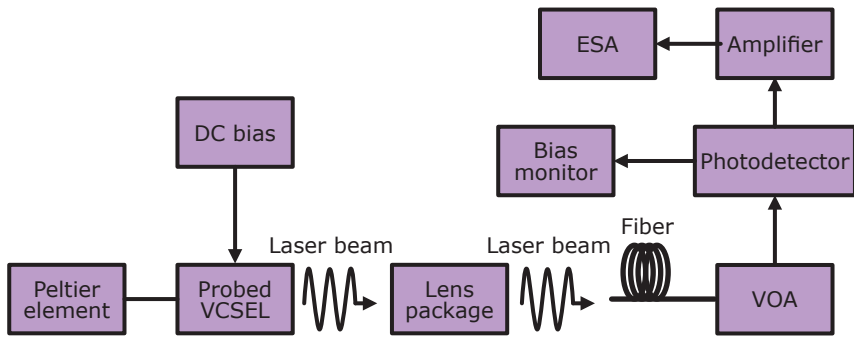 ESA
Amplifier
DC bias
Bias
monitor
Photodetector
Laser beam
Laser beam
Fiber
Peltier
element
Probed
VCSEL
Lens
package
VOA